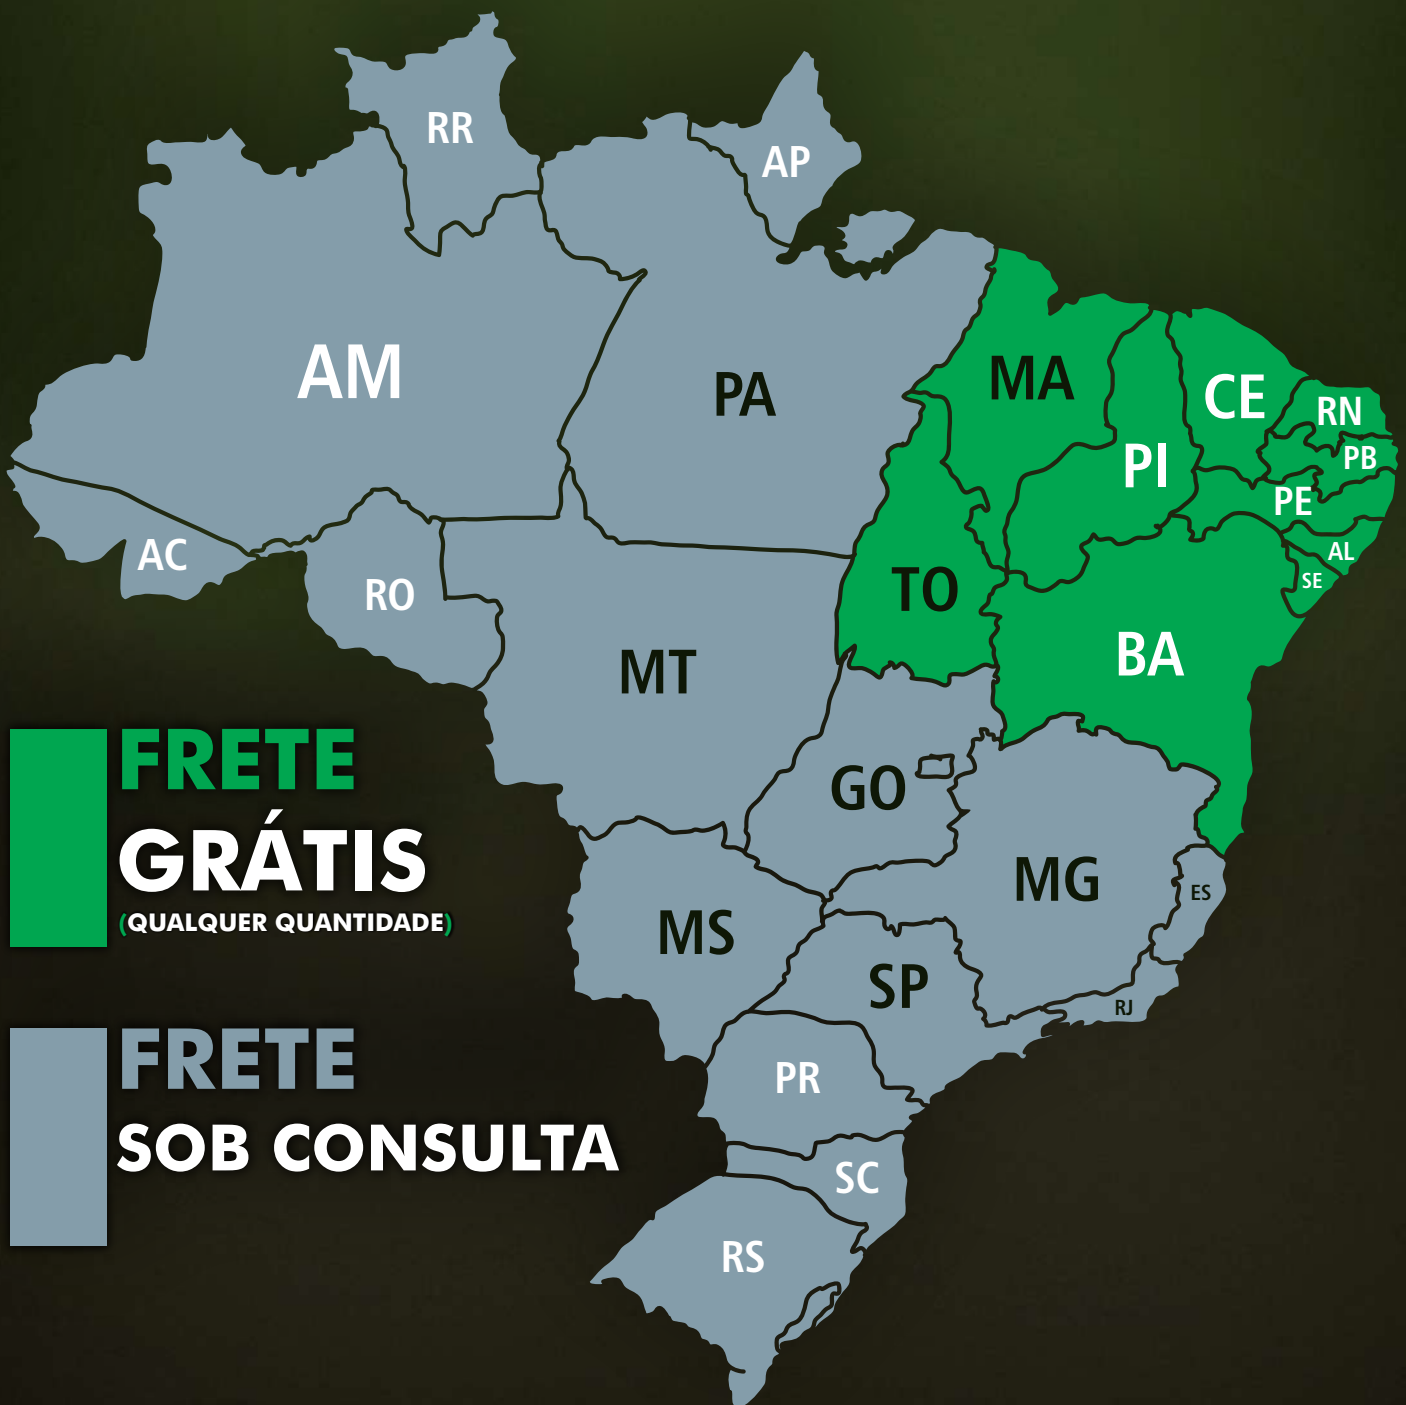 RR
AP
AM
PA
MA
CE
RN
PB
PI
PE
AL
SE
AC
RO
TO
BA
MT
FRETE
GRÁTIS
(QUALQUER QUANTIDADE)
GO
MG
ES
MS
SP
RJ
FRETE
SOB CONSULTA
PR
SC
RS